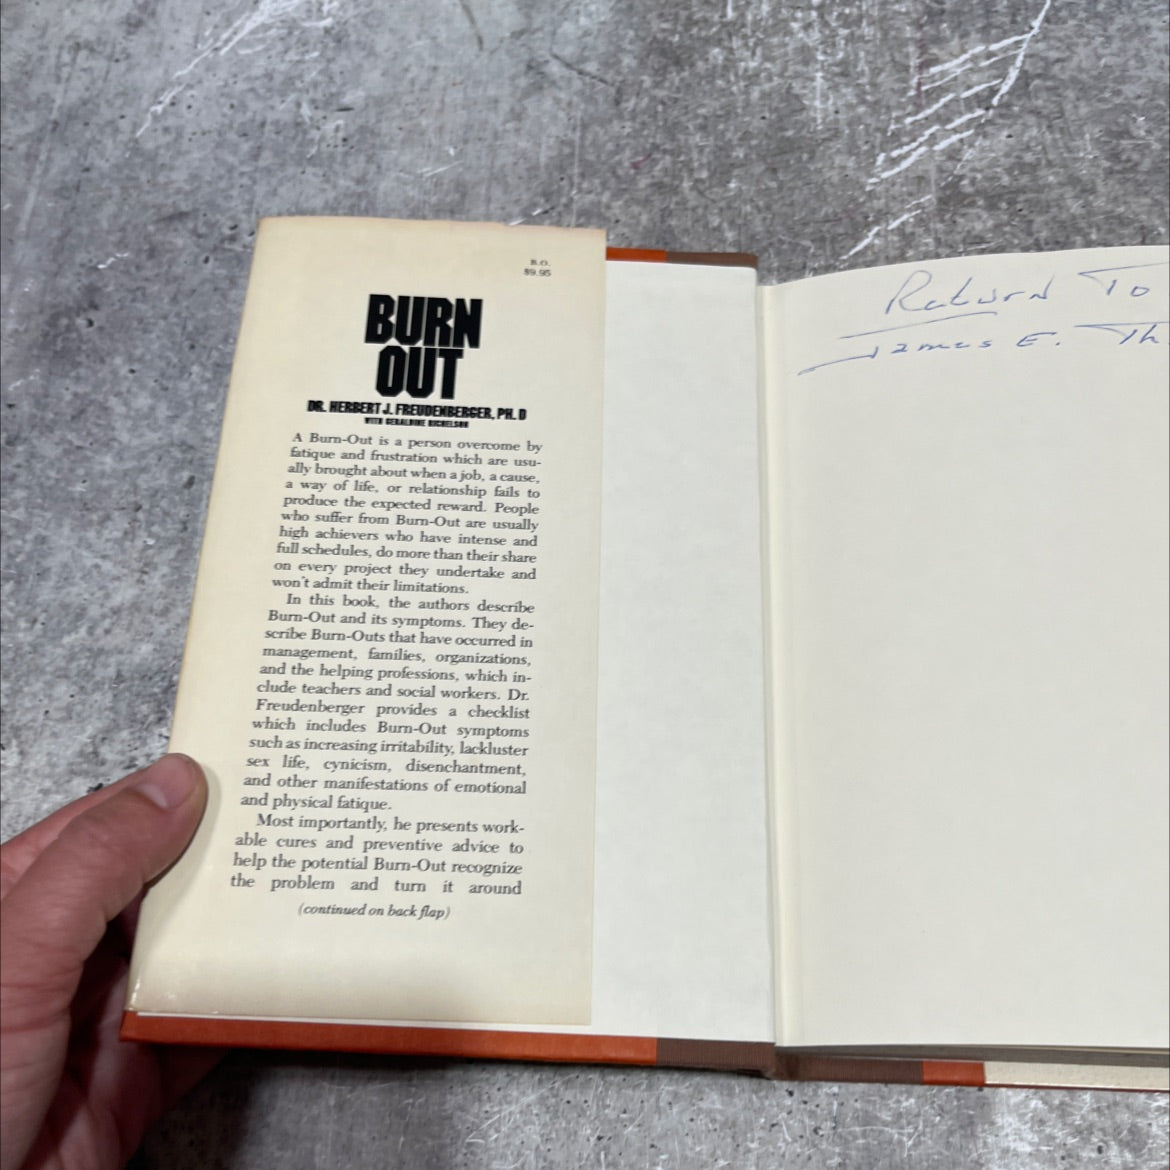 B.O.
$9.95
BURN
OUT
DR. HERBERT J. FREUDENBERGER, PH. D
WITH GERALDINE RICHELSON
A Burn-Out is a person overcome by
fatique and frustration which are usu-
ally brought about when a job, a cause,
a way of life, or relationship fails to
produce the expected reward. People
who suffer from Burn-Out are usually
high achievers who have intense and
full schedules, do more than their share
on every project they undertake and
won't admit their limitations.
In this book, the authors describe
Burn-Out and its symptoms. They de-
scribe Burn-Outs that have occurred in
management, families, organizations,
and the helping professions, which in-
clude teachers and social workers. Dr.
Freudenberger provides a checklist
which includes Burn-Out symptoms
such as increasing irritability, lackluster
sex life, cynicism, disenchantment,
and other manifestations of emotional
and physical fatique.
Most importantly, he presents work-
able cures and preventive advice to
help the potential Burn-Out recognize
the problem and turn it around
(continued on back flap)
Return To
James E. Th